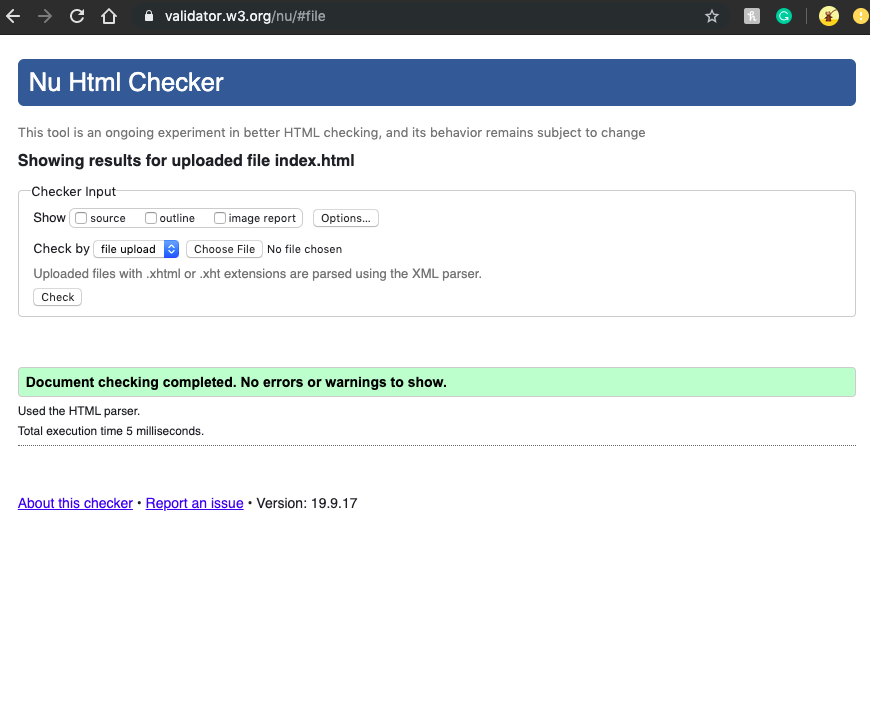 validator.w3.org/nu/#file
Nu Html Checker
This tool is an ongoing experiment in better HTML checking, and its behavior remains subject to change
Showing results for uploaded file index.html
Checker Input
Show source outline image report Options...
Check by file upload Choose File No file chosen
Uploaded files with .xhtml or .xht extensions are parsed using the XML parser.
Check
Document checking completed. No errors or warnings to show.
Used the HTML parser.
Total execution time 5 milliseconds.
About this checker • Report an issue • Version: 19.9.17